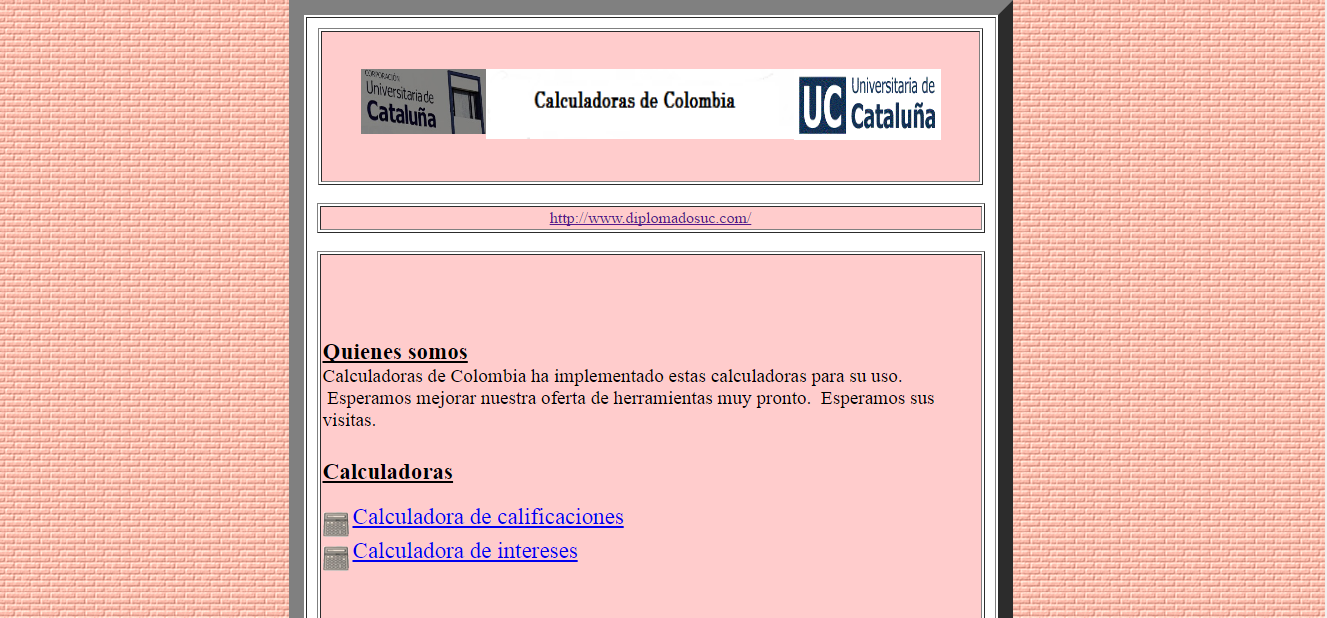 CORPORACIÓN
Universitaria de
Cataluña
Calculadoras de Colombia
UC Universitaria de
Cataluña
http://www.diplomadosuc.com/
Quienes somos
Calculadoras de Colombia ha implementado estas calculadoras para su uso.
Esperamos mejorar nuestra oferta de herramientas muy pronto.  Esperamos sus
visitas.
Calculadoras
Calculadora de calificaciones
Calculadora de intereses